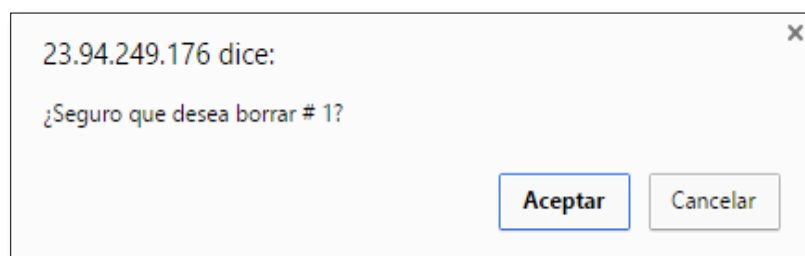 23.94.249.176 dice:
¿Seguro que desea borrar # 1?
Aceptar
Cancelar